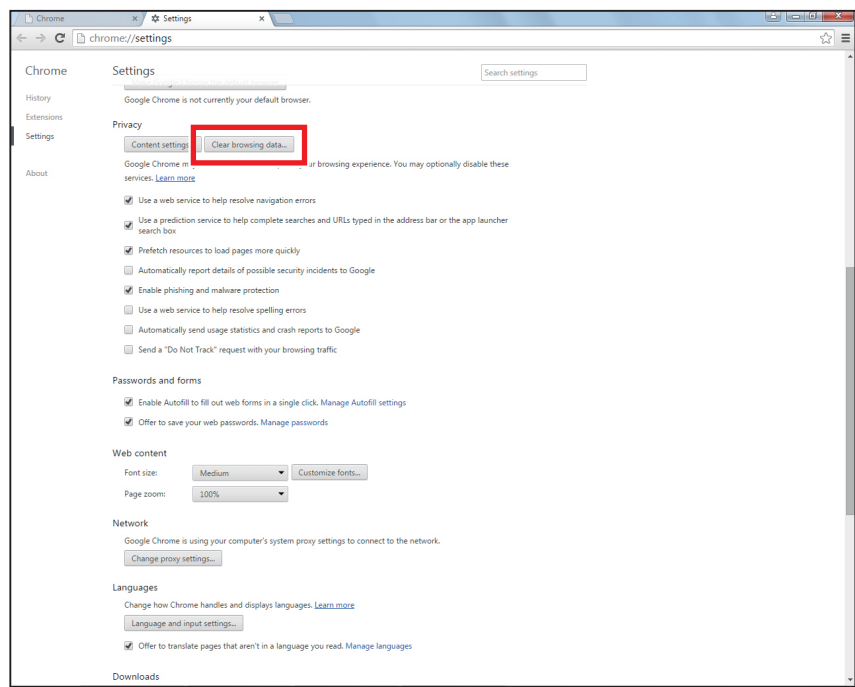 Chrome
Settings
chrome://settings
Chrome
Settings
Search settings
History
Google Chrome is not currently your default browser.
Extensions
Privacy
Settings
Content settings
Clear browsing data...
Google Chrome may ur browsing experience. You may optionally disable these
About
services. Learn more
Use a web service to help resolve navigation errors
Use a prediction service to help complete searches and URLs typed in the address bar or the app launcher
search box
Prefetch resources to load pages more quickly
Automatically report details of possible security incidents to Google
Enable phishing and malware protection
Use a web service to help resolve spelling errors
Automatically send usage statistics and crash reports to Google
Send a "Do Not Track" request with your browsing traffic
Passwords and forms
Enable Autofill to fill out web forms in a single click. Manage Autofill settings
Offer to save your web passwords. Manage passwords
Web content
Font size: Medium Customize fonts...
Page zoom: 100%
Network
Google Chrome is using your computer's system proxy settings to connect to the network.
Change proxy settings...
Languages
Change how Chrome handles and displays languages. Learn more
Language and input settings...
Offer to translate pages that aren't in a language you read. Manage languages
Downloads